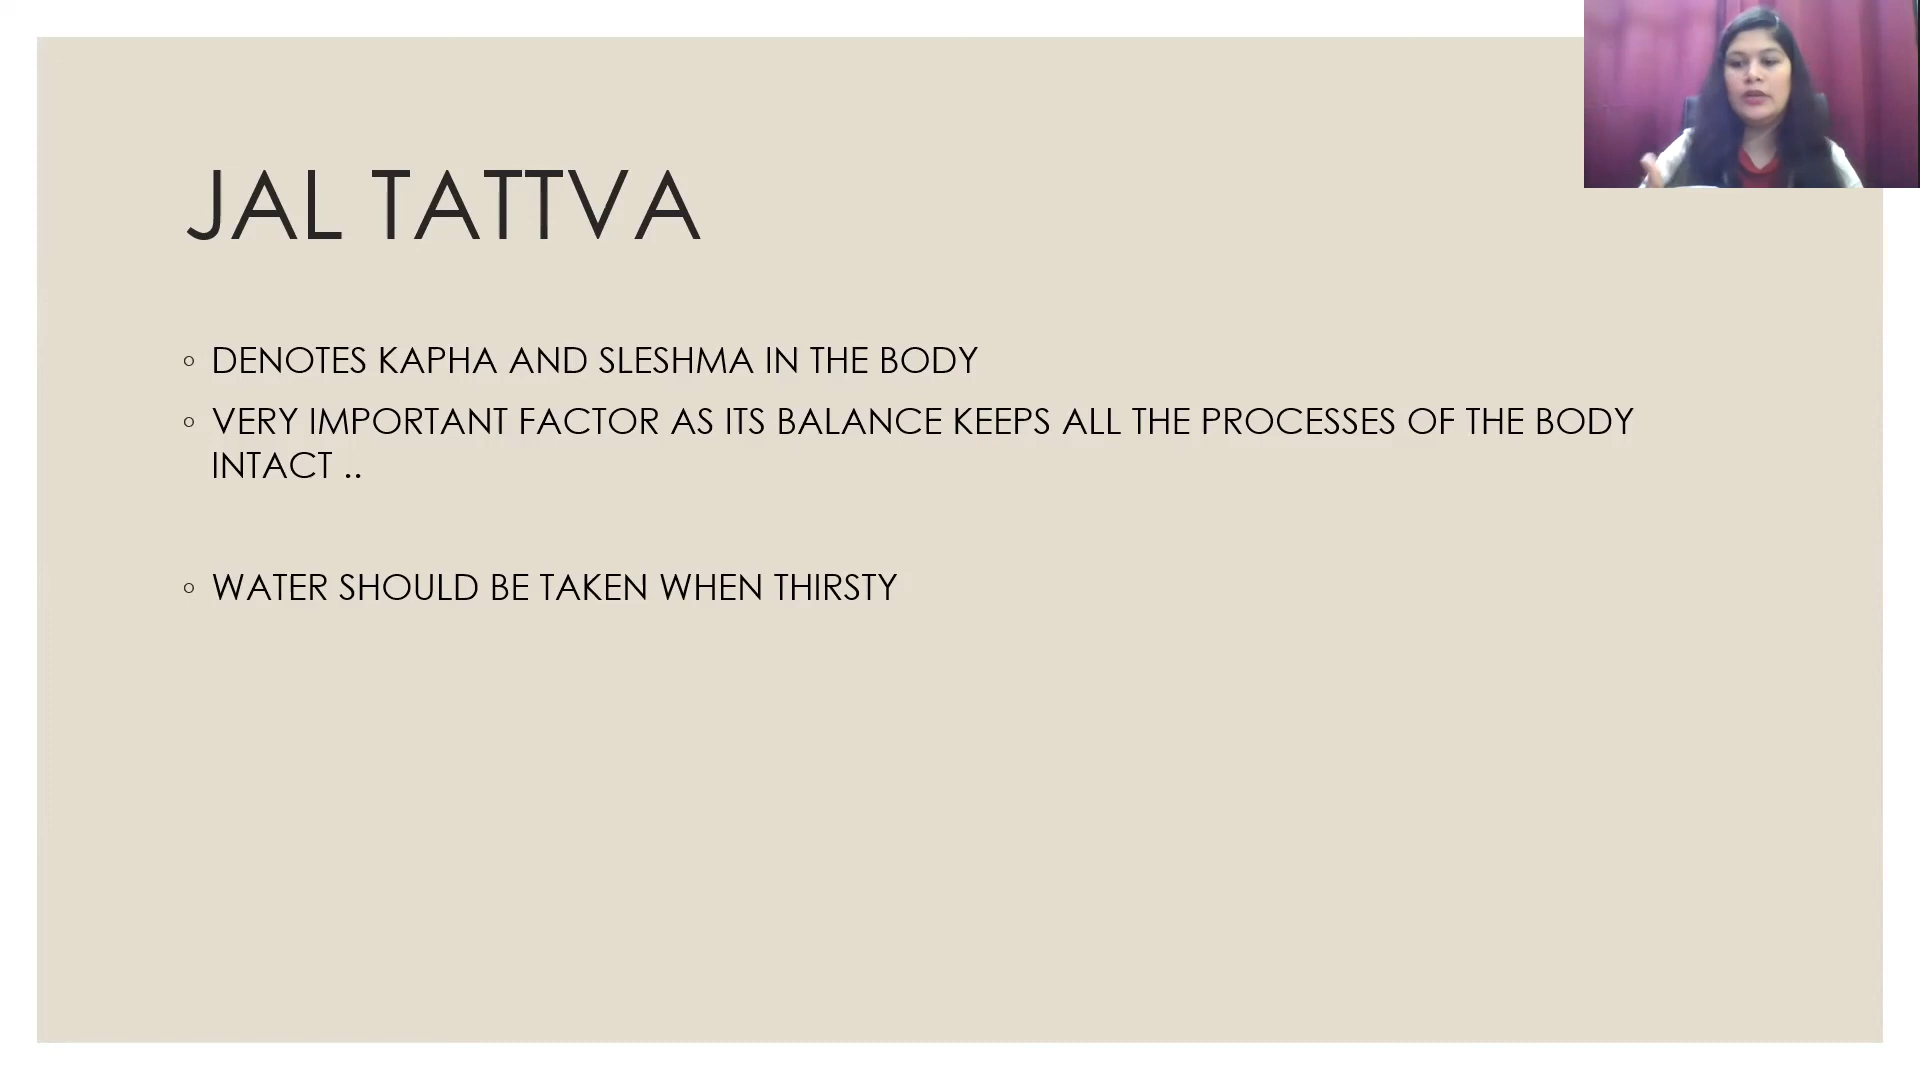 JAL TATTVA
◦ DENOTES KAPHA AND SLESHMA IN THE BODY
◦ VERY IMPORTANT FACTOR AS ITS BALANCE KEEPS ALL THE PROCESSES OF THE BODY
INTACT ..
◦ WATER SHOULD BE TAKEN WHEN THIRSTY